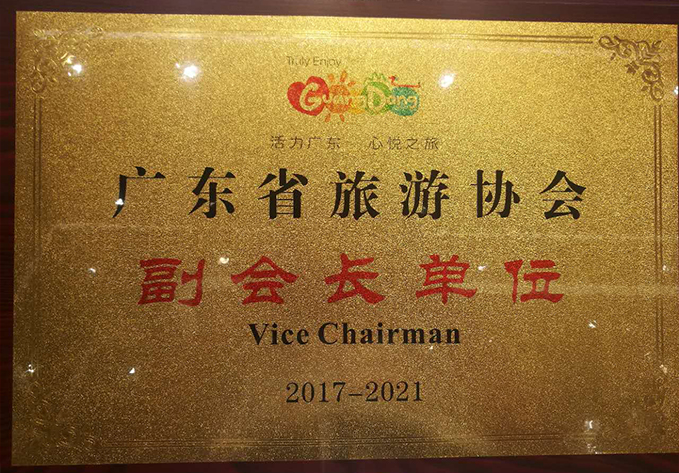 Truly Enjoy
GuangDong
活力广东 心悦之旅
广东省旅游协会
副会长单位
Vice Chairman
2017-2021